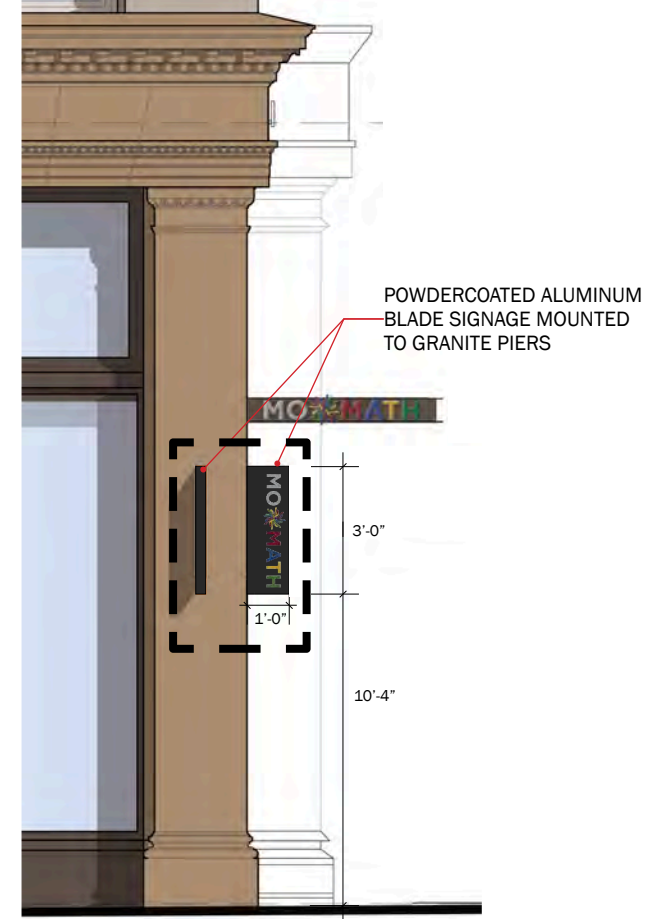 POWDERCOATED ALUMINUM
BLADE SIGNAGE MOUNTED
TO GRANITE PIERS
MOMATH
MOMATH
3'-0"
1'-0"
10'-4"